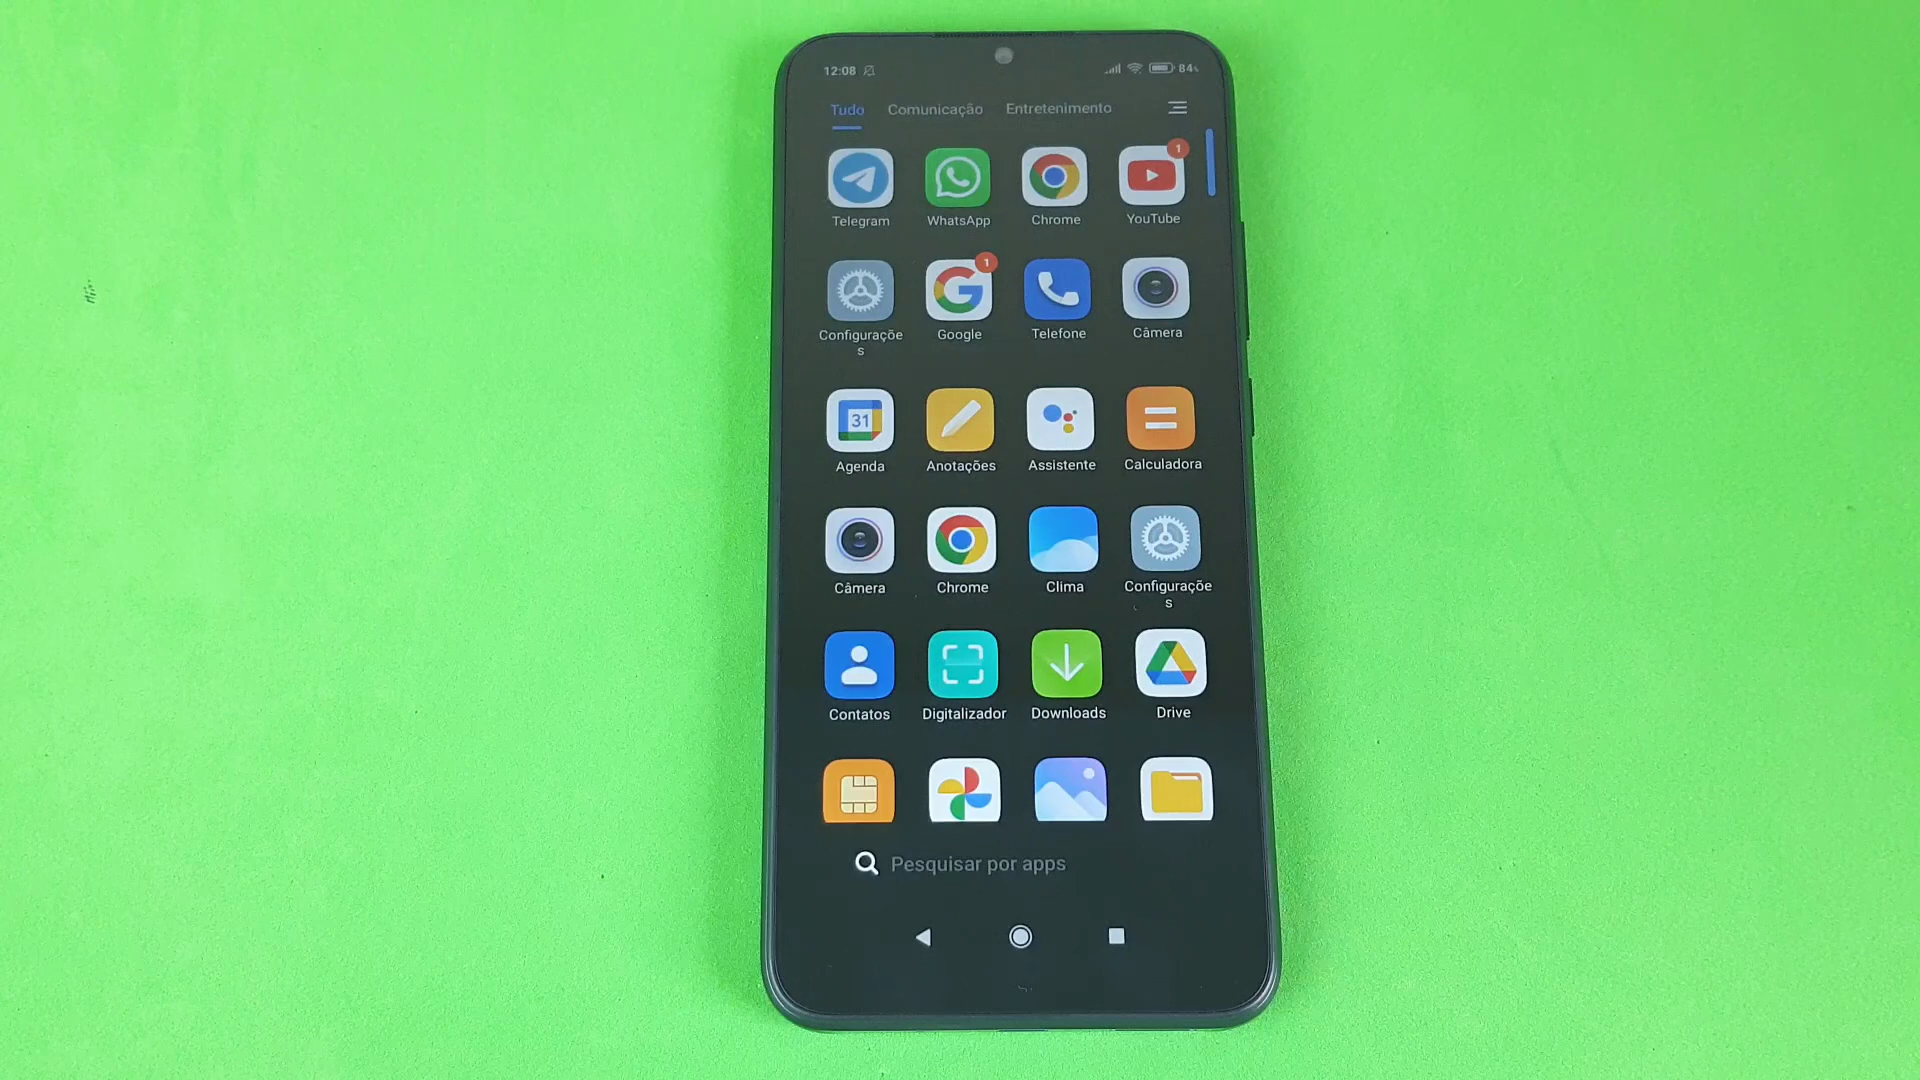 12:08 84%
Tudo Comunicação Entretenimento
1
Telegram WhatsApp Chrome YouTube
1
Configuraçõe
s
Google Telefone Câmera
31
Agenda Anotações Assistente Calculadora
Câmera Chrome Clima Configuraçõe
s
Contatos Digitalizador Downloads Drive
Pesquisar por apps